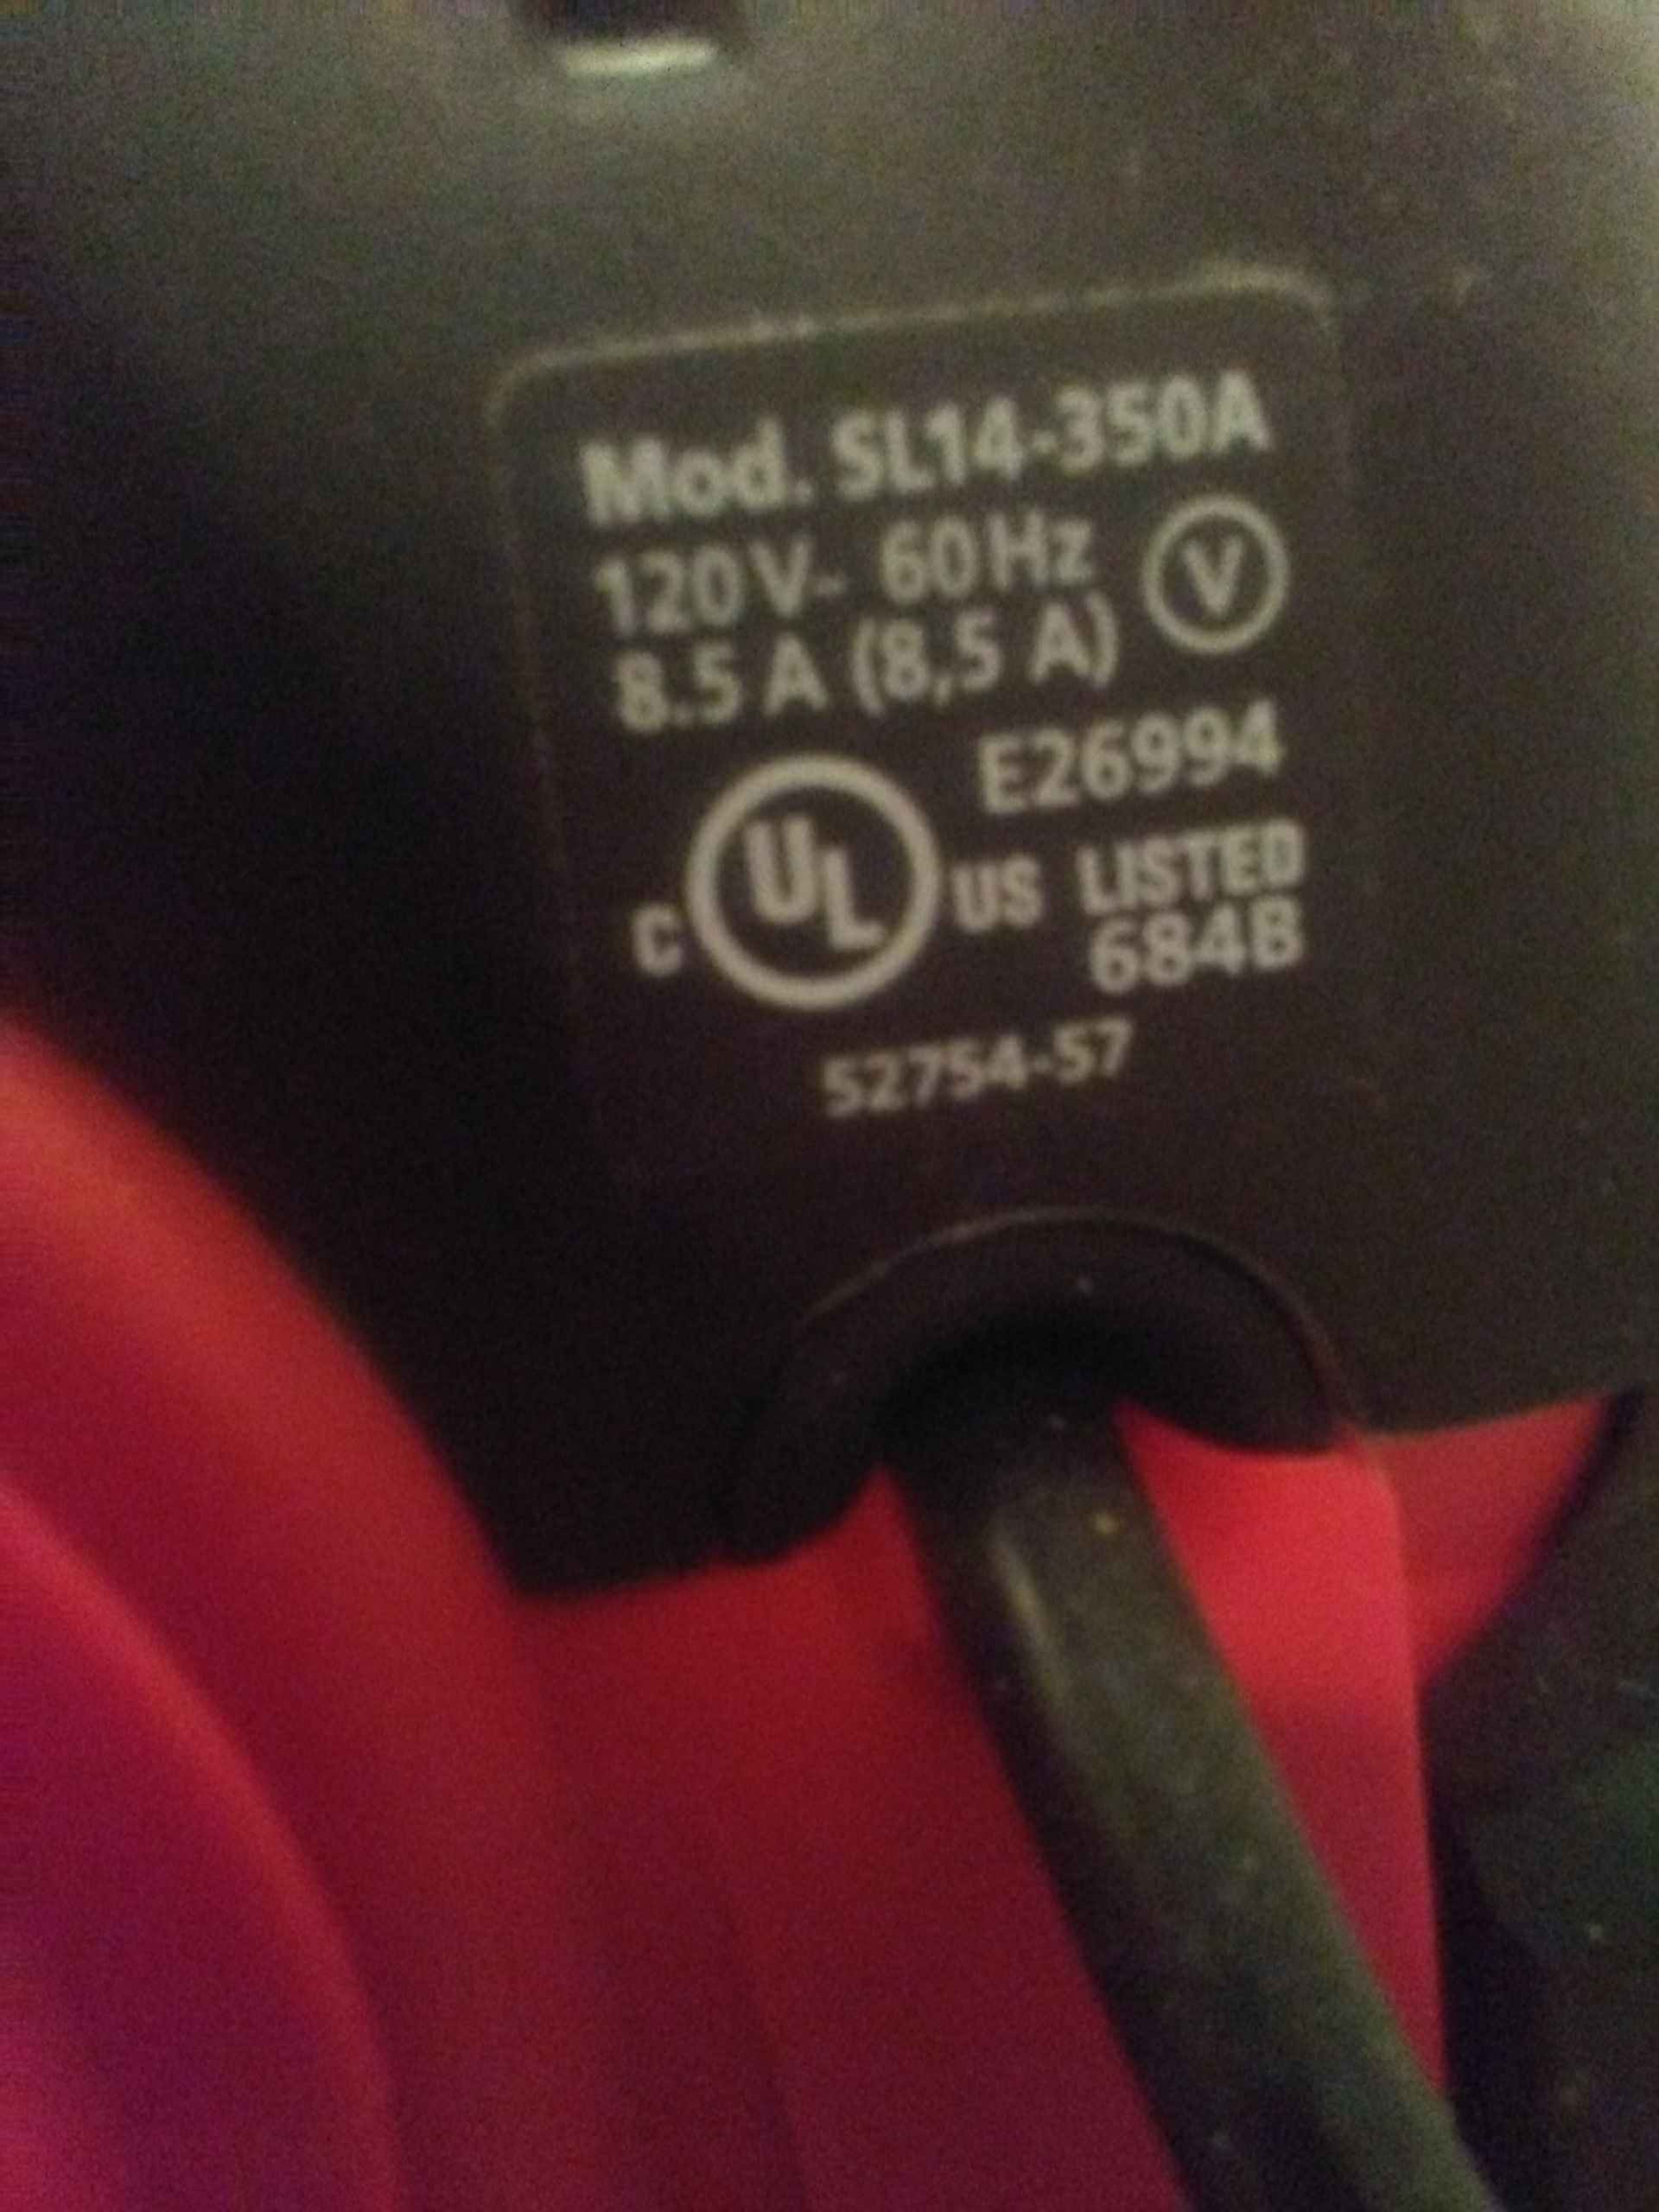 Mod. SL14-350A
120V~ 60Hz
8.5 A (8,5 A) V
E26994
C UL US LISTED
684B
52754-57